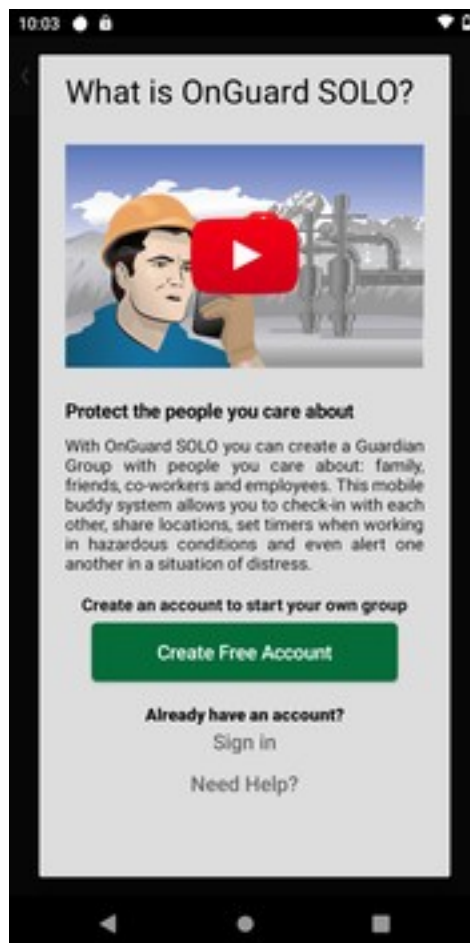 10:03
What is OnGuard SOLO?
Protect the people you care about
With OnGuard SOLO you can create a Guardian
Group with people you care about: family,
friends, co-workers and employees. This mobile
buddy system allows you to check-in with each
other, share locations, set timers when working
in hazardous conditions and even alert one
another in a situation of distress.
Create an account to start your own group
Create Free Account
Already have an account?
Sign in
Need Help?